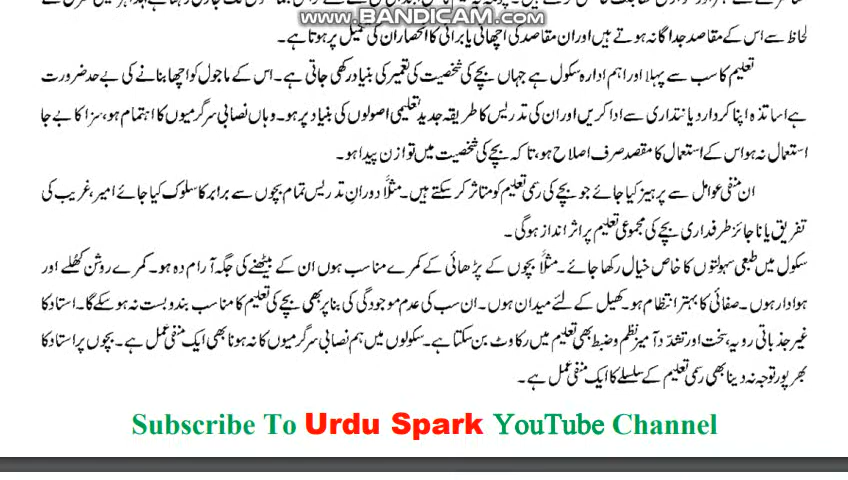 WWW.BANDICAM.COM
لحاظ سے اس کے مقاصد جداگانہ ہوتے ہیں اور ان مقاصد کی اچھائی یا برائی کا انحصار ان کی تکمیل پر ہوتا ہے۔
تعلیم کا سب سے پہلا اور اہم ادارہ سکول ہے جہاں بچے کی شخصیت کی تعمیر کی بنیاد رکھی جاتی ہے۔ اس کے ماحول کو اچھا بنانے کی بے حد ضرورت
ہے اساتذہ اپنا کردار دیانتداری سے ادا کریں اور ان کی تدریس کا طریقہ جدید تعلیمی اصولوں کی بنیاد پر ہو۔ وہاں نصابی سرگرمیوں کا اہتمام ہو، سزا کا بے جا
استعمال نہ ہو اس کے استعمال کا مقصد صرف اصلاح ہو، تاکہ بچے کی شخصیت میں توازن پیدا ہو۔
ان منفی عوامل سے پرہیز کیا جائے جو بچے کی رسمی تعلیم کو متاثر کر سکتے ہیں۔ مثلاً دوران تدریس تمام بچوں سے برابر کا سلوک کیا جائے امیر، غریب کی
تفریق یا ناجائز طرفداری بچے کی مجموعی تعلیم پر اثر انداز ہوگی۔
سکول میں طبعی سہولتوں کا خاص خیال رکھا جائے۔ مثلاً بچوں کے پڑھائی کے کمرے مناسب ہوں ان کے بیٹھنے کی جگہ آرام دہ ہو۔ کمرے روشن کھلے اور
ہوادار ہوں۔ صفائی کا بہتر انتظام ہو۔ کھیل کے لئے میدان ہوں۔ ان سب کی عدم موجودگی کی بنا پر بھی بچے کی تعلیم کا مناسب بندوبست نہ ہو سکے گا۔ استاد کا
غیر جذباتی رویہ، سخت اور تشدد آمیز نظم و ضبط بھی تعلیم میں رکاوٹ بن سکتا ہے۔ سکولوں میں ہم نصابی سرگرمیوں کا نہ ہونا بھی ایک منفی عمل ہے۔ بچوں پر استاد کا
بھرپور توجہ نہ دینا بھی رسمی تعلیم کے سلسلے کا ایک منفی عمل ہے۔
Subscribe To Urdu Spark YouTube Channel